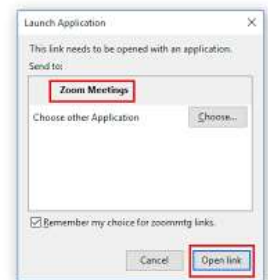 Launch Application
This link needs to be opened with an application.
Send to:
Zoom Meetings
Choose other Application
Choose...
Remember my choice for zoommtg links.
Cancel
Open link